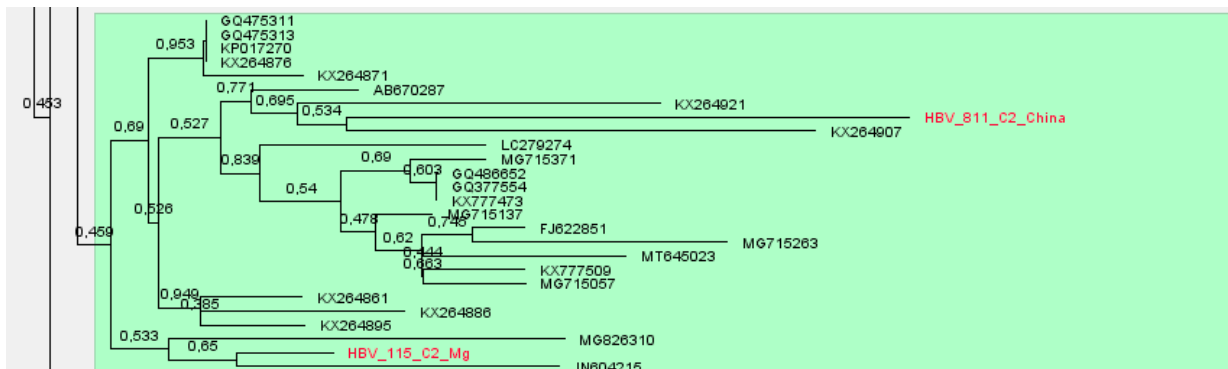 GQ475311
GQ475313
0,953 KP017270
KX264876
KX264871
0,771 AB670287
0,453 0,695 KX264921
0,534 HBV_811_C2_China
0,69 0,527 KX264907
LC279274
0,839 0,69 MG715371
0,603 GQ486652
0,54 GQ377554
KX777473
0,526 0,478 0,746 MG715137
0,459 0,62 FJ622851
MG715263
0,444 MT645023
0,663 KX777509
MG715057
0,949 KX264861
0,385 KX264886
KX264895
0,533 MG826310
0,65 HBV_115_C2_Mg
JN604215